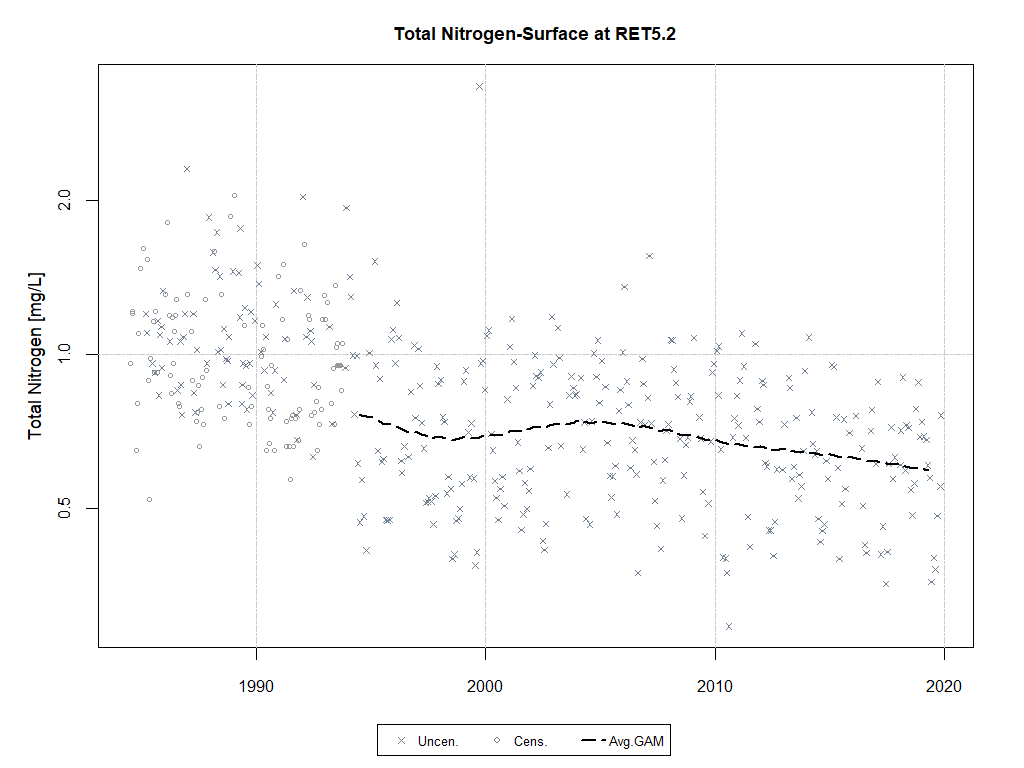 Total Nitrogen-Surface at RET5.2
Total Nitrogen [mg/L]
2.0
1.0
0.5
1990 2000 2010 2020
Uncen. Cens. Avg.GAM